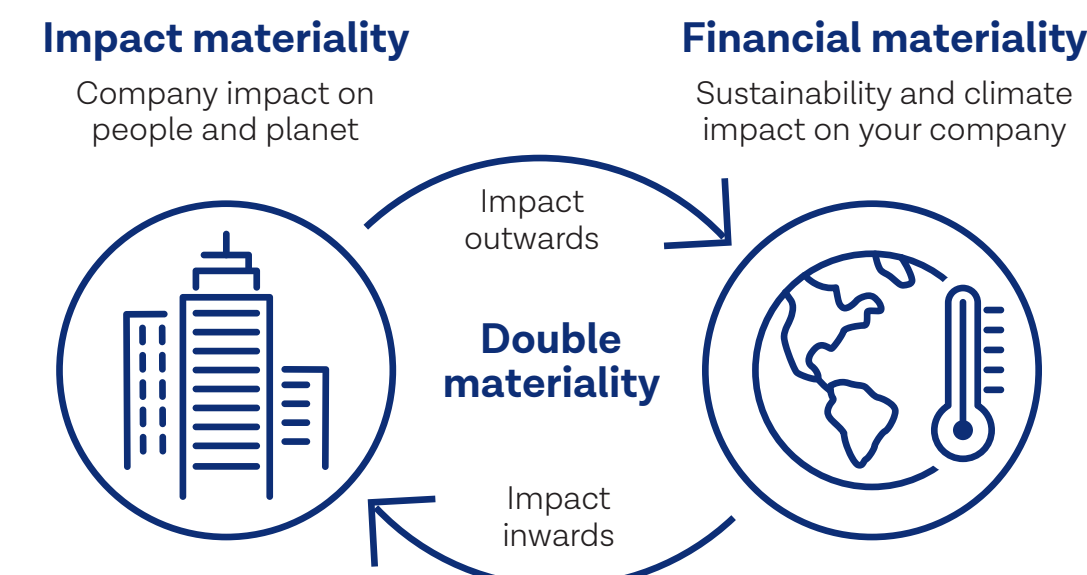 Impact materiality
Company impact on
people and planet
Financial materiality
Sustainability and climate
impact on your company
Impact
outwards
Double
materiality
Impact
inwards